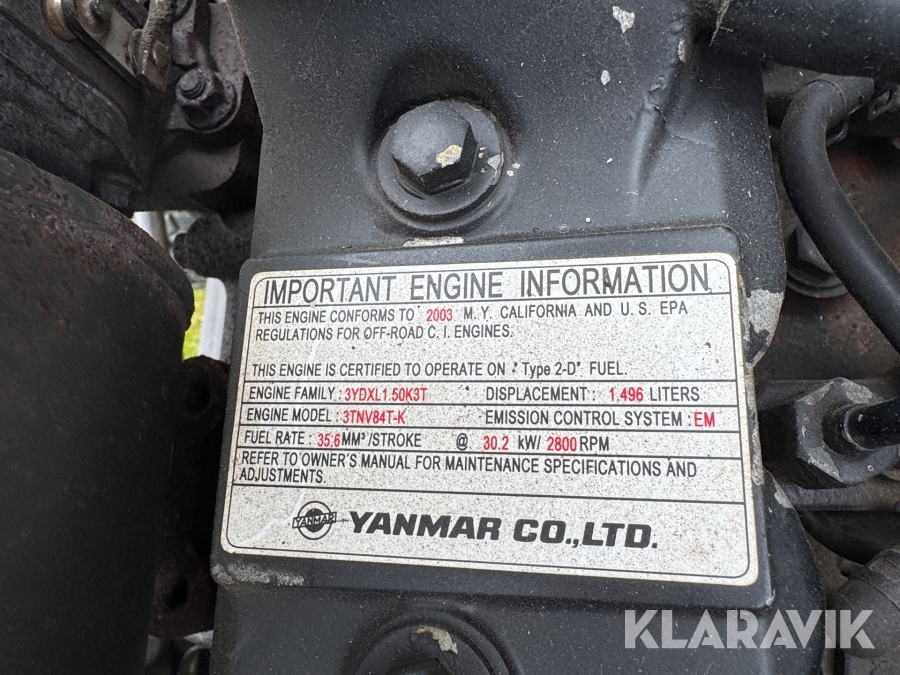 IMPORTANT ENGINE INFORMATION
THIS ENGINE CONFORMS TO 2003 M.Y. CALIFORNIA AND U.S. EPA
REGULATIONS FOR OFF-ROAD C.I. ENGINES.
THIS ENGINE IS CERTIFIED TO OPERATE ON "Type 2-D" FUEL.
ENGINE FAMILY : 3YDXL1.50K3T DISPLACEMENT : 1.496 LITERS
ENGINE MODEL : 3TNV84T-K EMISSION CONTROL SYSTEM : EM
FUEL RATE : 35.6 MM³/STROKE @ 30.2 kW/ 2800 RPM
REFER TO OWNER'S MANUAL FOR MAINTENANCE SPECIFICATIONS AND
ADJUSTMENTS.
YANMAR YANMAR CO.,LTD.
KLARAVIK